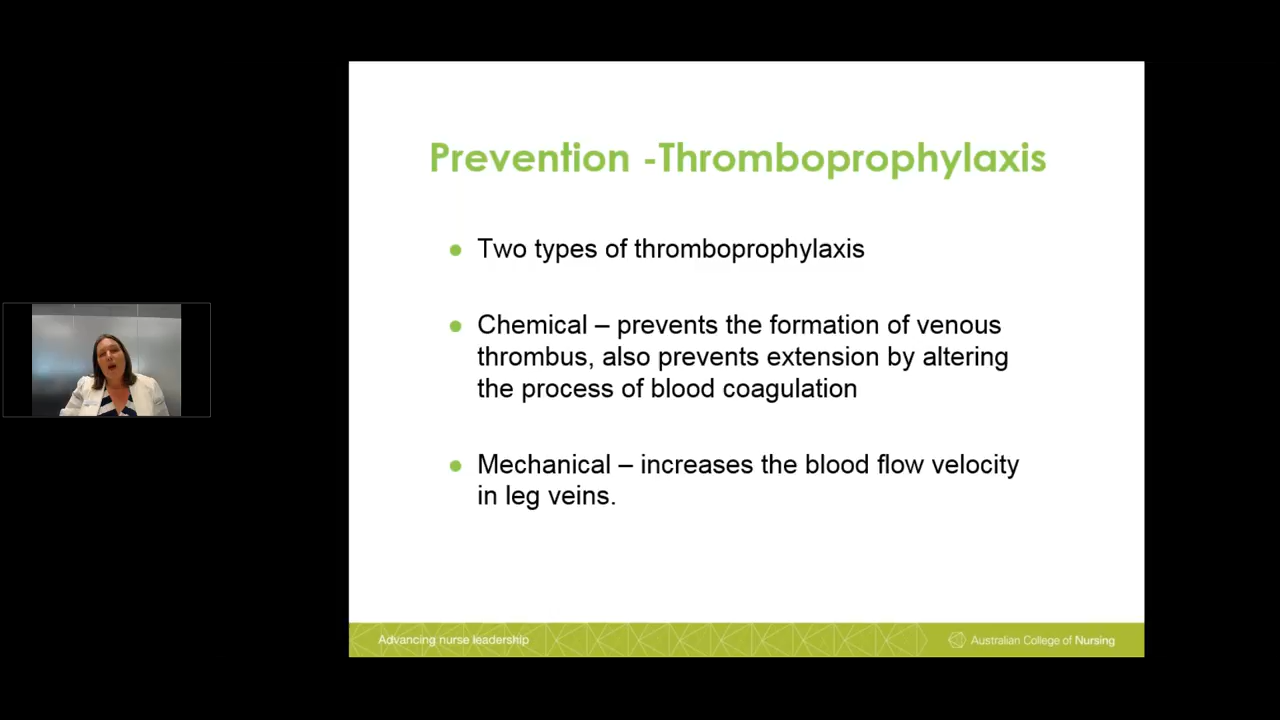 Prevention -Thromboprophylaxis
Two types of thromboprophylaxis
Chemical – prevents the formation of venous
thrombus, also prevents extension by altering
the process of blood coagulation
Mechanical – increases the blood flow velocity
in leg veins.
Advancing nurse leadership
Australian College of Nursing